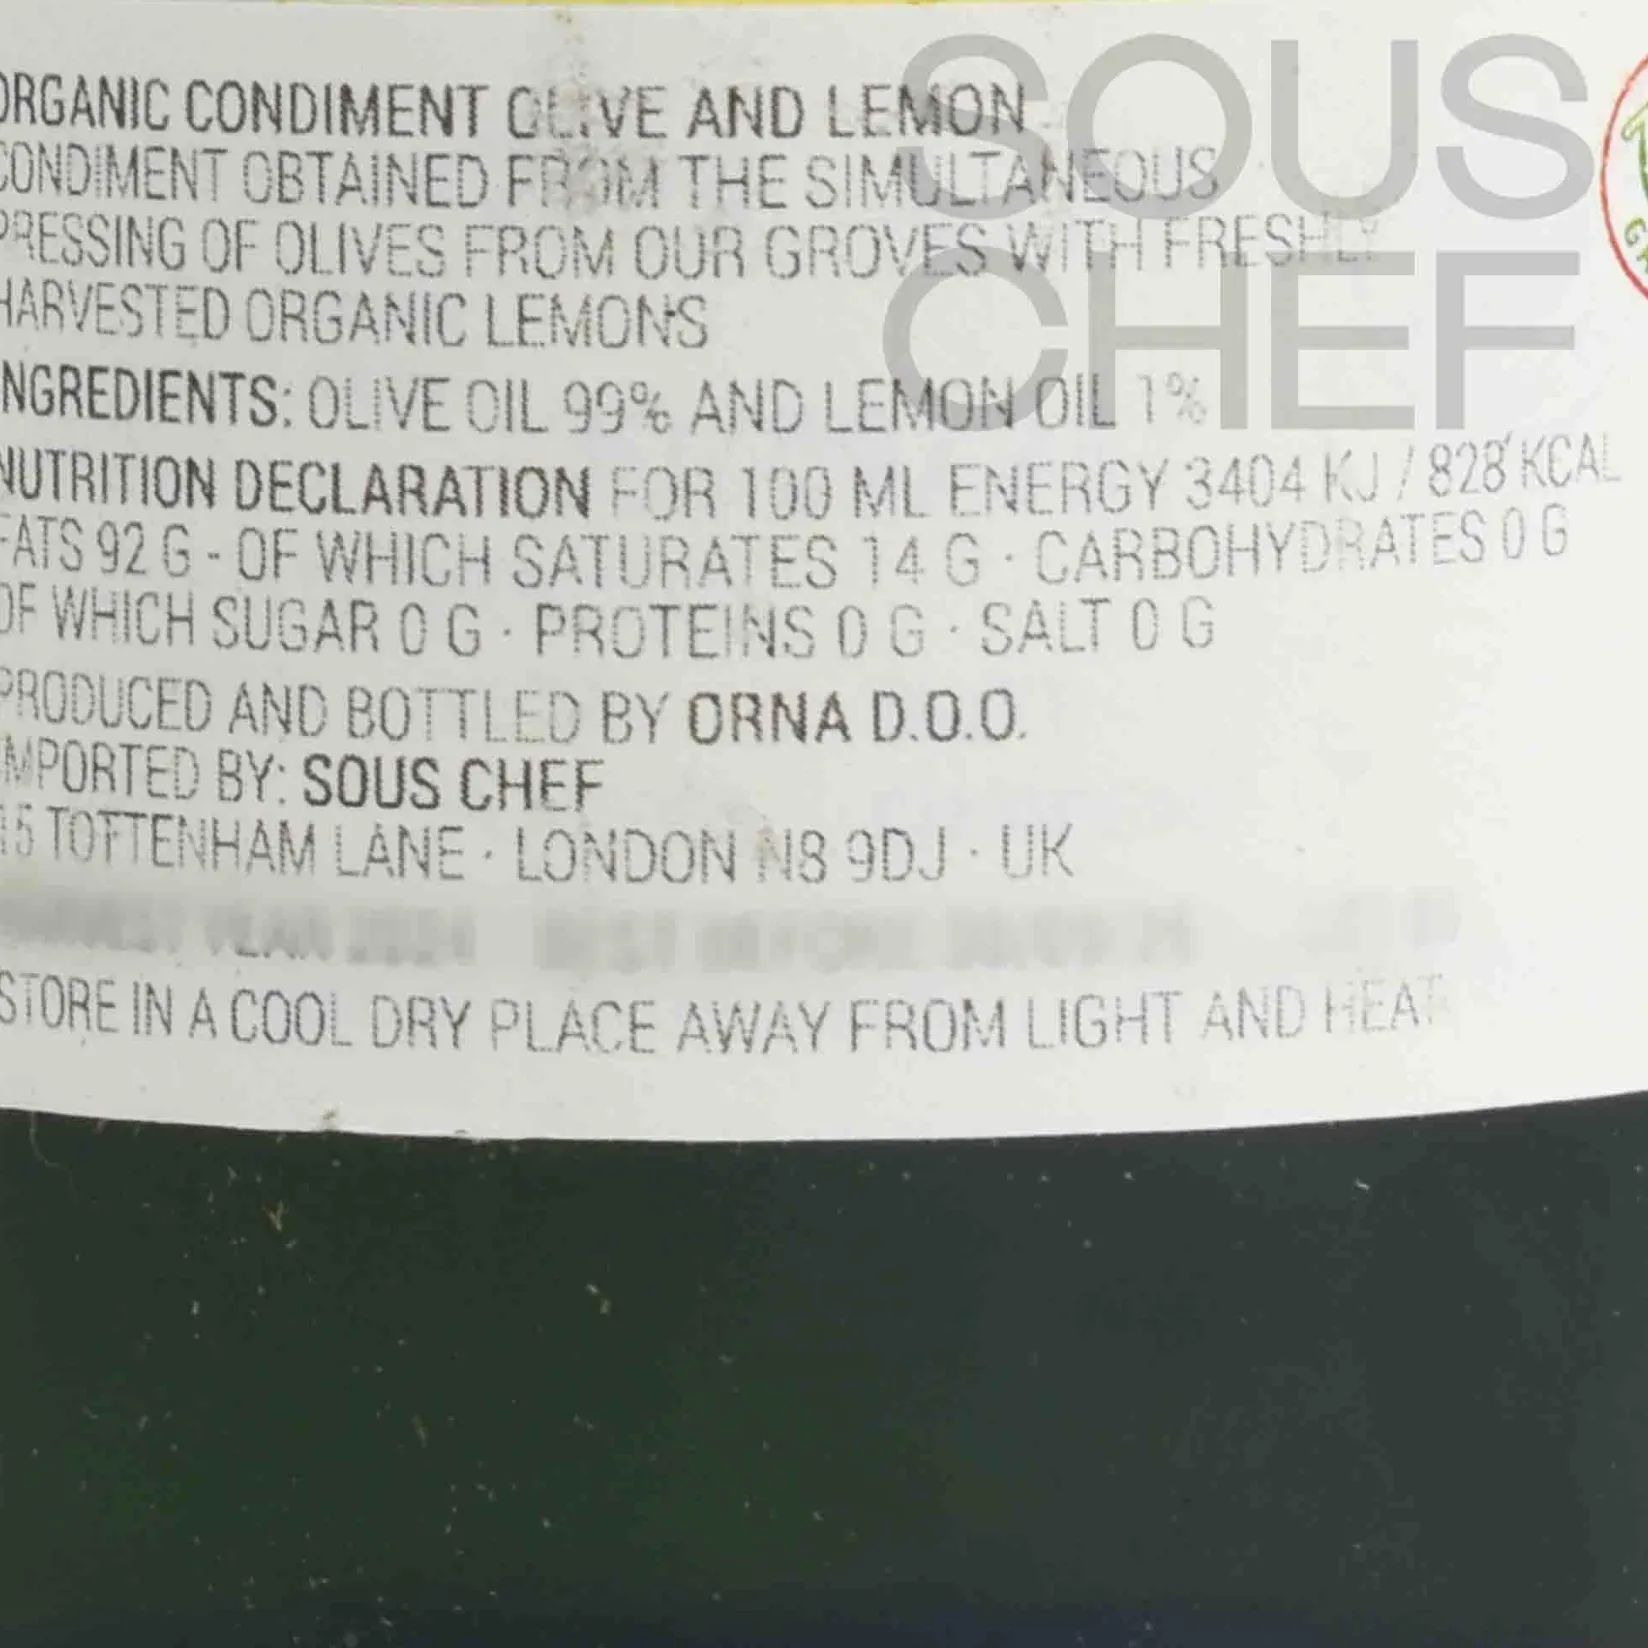 SOUS
CHEF
ORGANIC CONDIMENT OLIVE AND LEMON
CONDIMENT OBTAINED FROM THE SIMULTANEOUS
PRESSING OF OLIVES FROM OUR GROVES WITH FRESHLY
HARVESTED ORGANIC LEMONS
INGREDIENTS: OLIVE OIL 99% AND LEMON OIL 1%
NUTRITION DECLARATION FOR 100 ML ENERGY 3404 KJ / 828 KCAL
FATS 92 G - OF WHICH SATURATES 14 G · CARBOHYDRATES 0 G
OF WHICH SUGAR 0 G · PROTEINS 0 G · SALT 0 G
PRODUCED AND BOTTLED BY ORNA D.O.O.
IMPORTED BY: SOUS CHEF
15 TOTTENHAM LANE · LONDON N8 9DJ · UK
STORE IN A COOL DRY PLACE AWAY FROM LIGHT AND HEAT